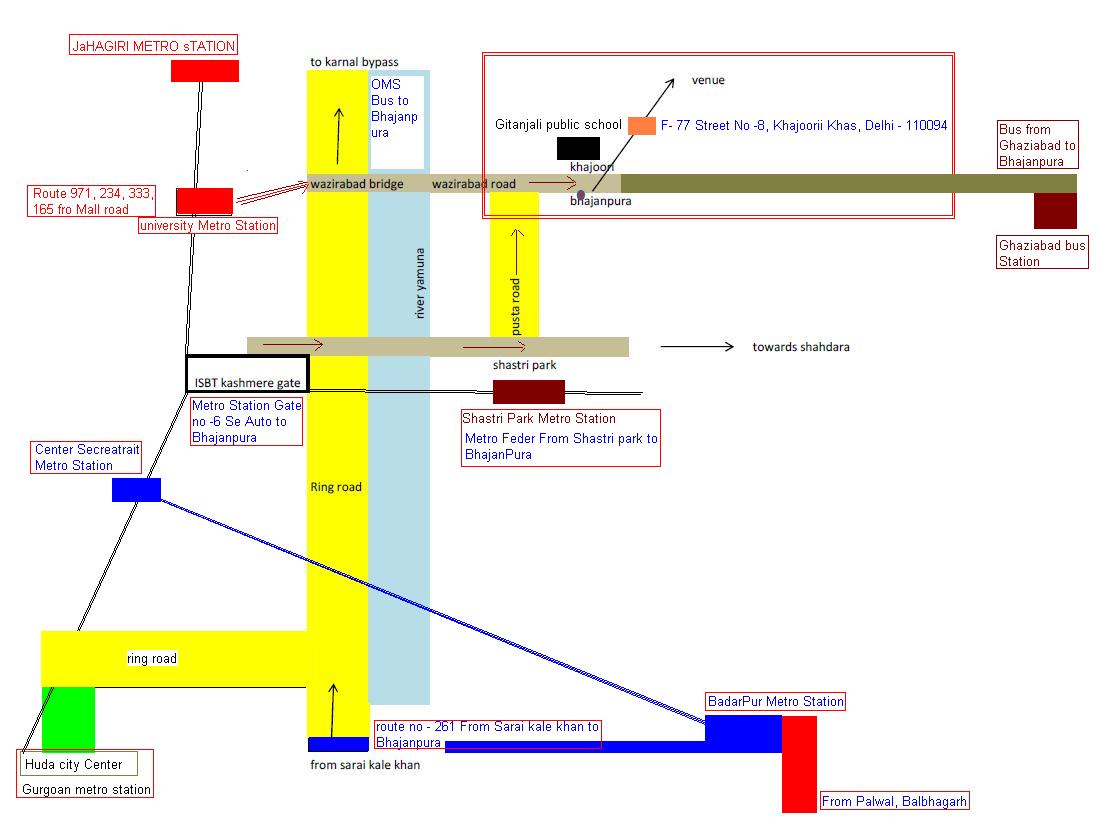 JaHAGIRI METRO sTATION
to karnal bypass
OMS
Bus to
Bhajanp
ura
venue
Gitanjali public school
F- 77 Street No -8, Khajoorii Khas, Delhi - 110094
Bus from
Ghaziabad to
Bhajanpura
khajoori
wazirabad bridge
wazirabad road
Route 971, 234, 333,
165 fro Mall road
bhajanpura
university Metro Station
Ghaziabad bus
Station
river yamuna
pusta road
towards shahdara
shastri park
ISBT kashmere gate
Metro Station Gate
no -6 Se Auto to
Bhajanpura
Shastri Park Metro Station
Metro Feder From Shastri park to
BhajanPura
Center Secreatrait
Metro Station
Ring road
ring road
BadarPur Metro Station
route no - 261 From Sarai kale khan to
Bhajanpura
from sarai kale khan
Huda city Center
Gurgoan metro station
From Palwal, Balbhagarh